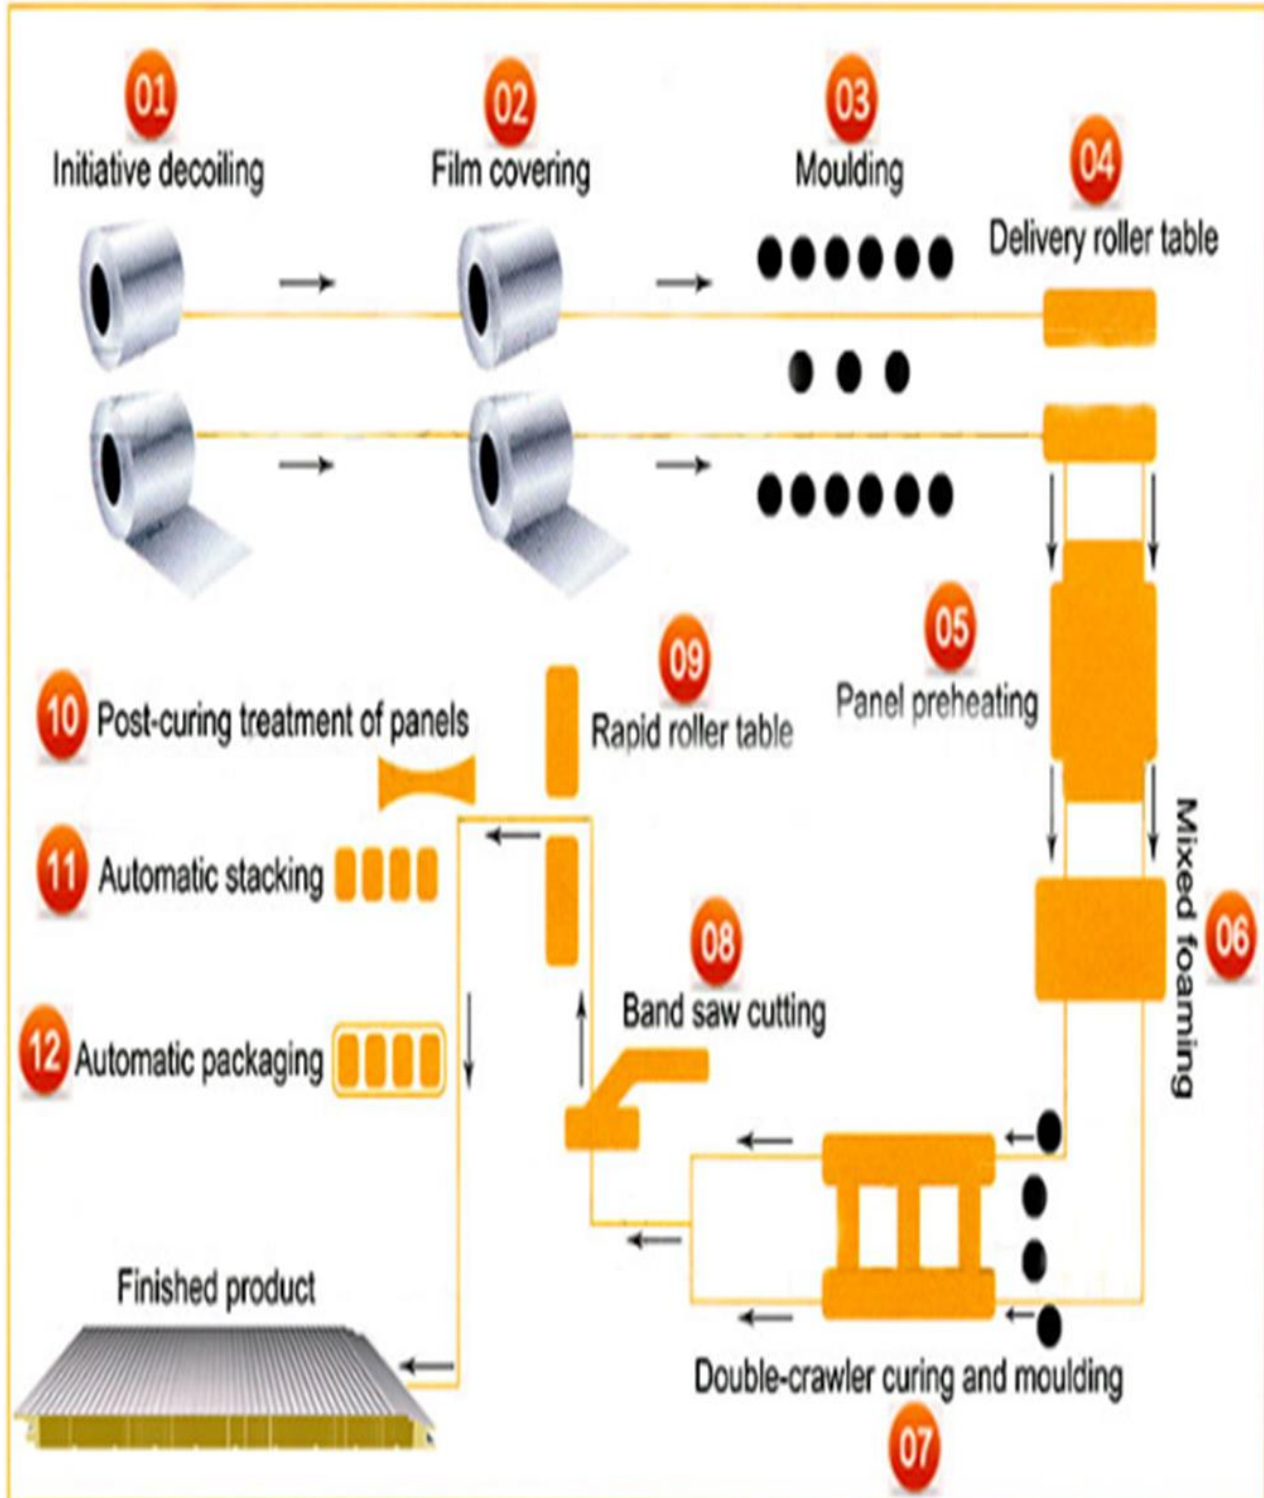 01
Initiative decoiling
02
Film covering
03
Moulding
04
Delivery roller table
05
Panel preheating
06
Mixed foaming
07
Double-crawler curing and moulding
08
Band saw cutting
09
Rapid roller table
10
Post-curing treatment of panels
11
Automatic stacking
12
Automatic packaging
Finished product